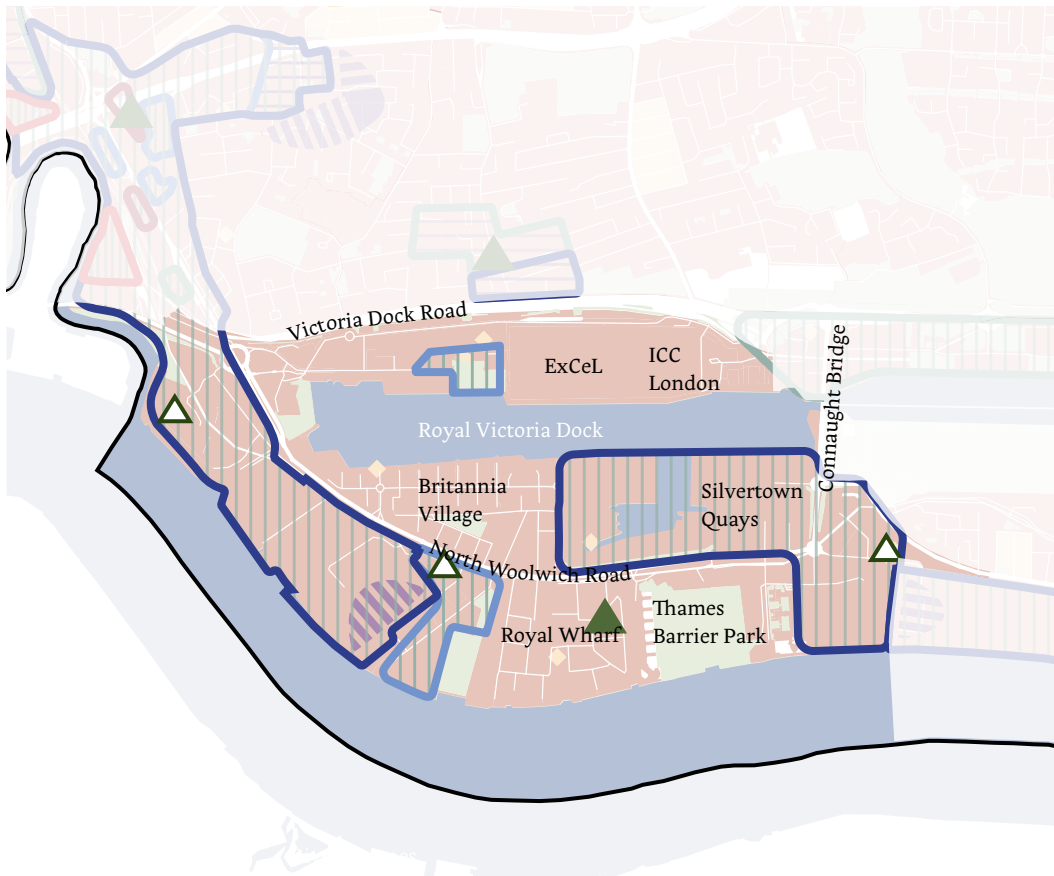 Victoria Dock Road
ExCeL
ICC
London
Connaught Bridge
Royal Victoria Dock
Britannia
Village
Silvertown
Quays
North Woolwich Road
Royal Wharf
Thames
Barrier Park